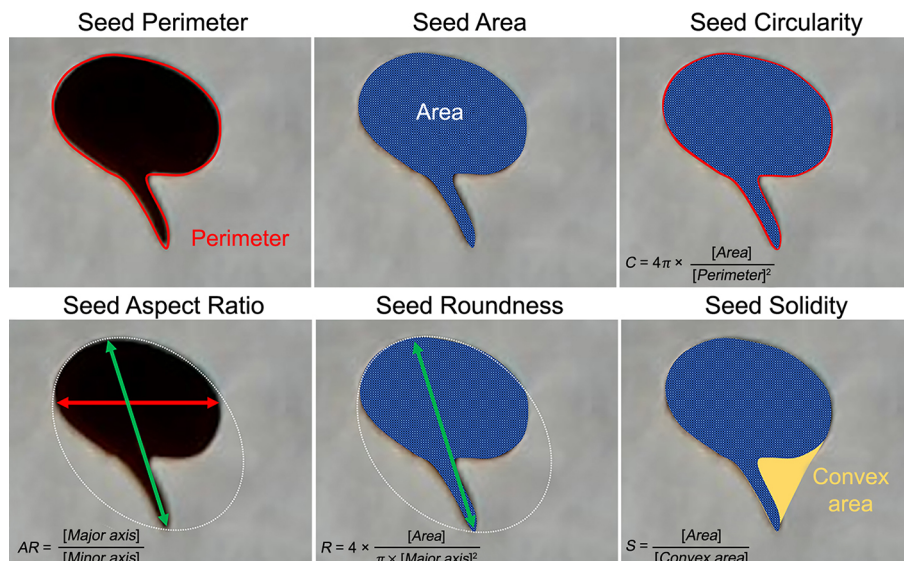 Seed Perimeter
Seed Area
Seed Circularity
Perimeter
Area
C = 4π × [Area] / [Perimeter]²
Seed Aspect Ratio
Seed Roundness
Seed Solidity
Convex
area
AR = [Major axis] / [Minor axis]
R = 4 × [Area] / π × [Major axis]²
S = [Area] / [Convex area]